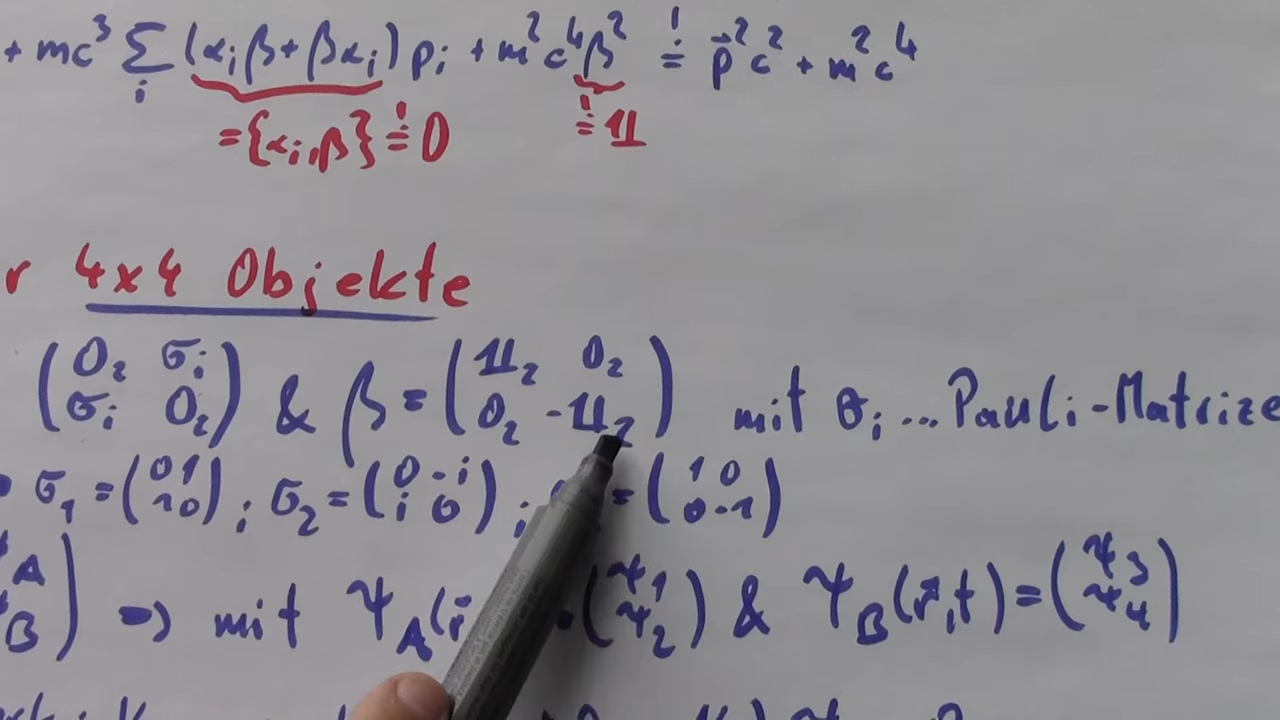 + mc³ Σᵢ (αᵢβ + βαᵢ) pᵢ + m²c⁴β² =! p⃗²c² + m²c⁴
= {αᵢ, β} =! 0 =! 𝟙
r 4x4 Objekte
(0₂ σᵢ; σᵢ 0₂) & β = (𝟙₂ 0₂; 0₂ -𝟙₂) mit σᵢ ... Pauli-Matrize
σ₁ = (0 1; 1 0) ; σ₂ = (0 -i; i 0) ; = (1 0; 0 -1)
A B) => mit Ψ_A(r⃗ (Ψ₁; Ψ₂) & Ψ_B(r⃗,t) = (Ψ₃; Ψ₄)